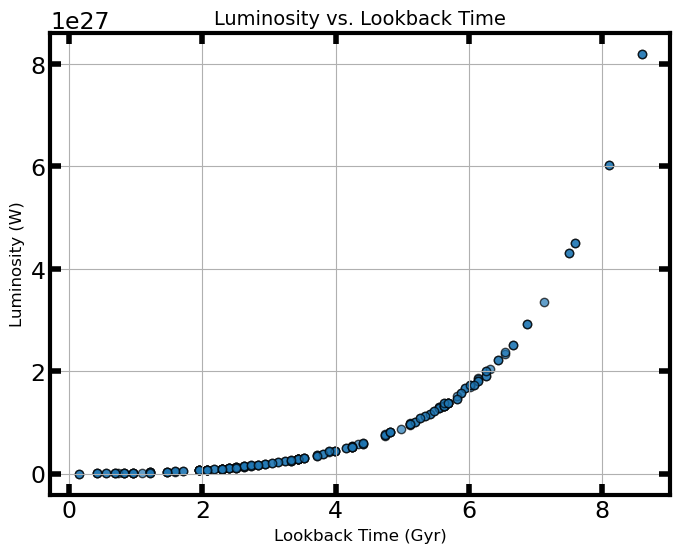 Luminosity vs. Lookback Time
1e27
8
6
4
2
0
Luminosity (W)
0 2 4 6 8
Lookback Time (Gyr)